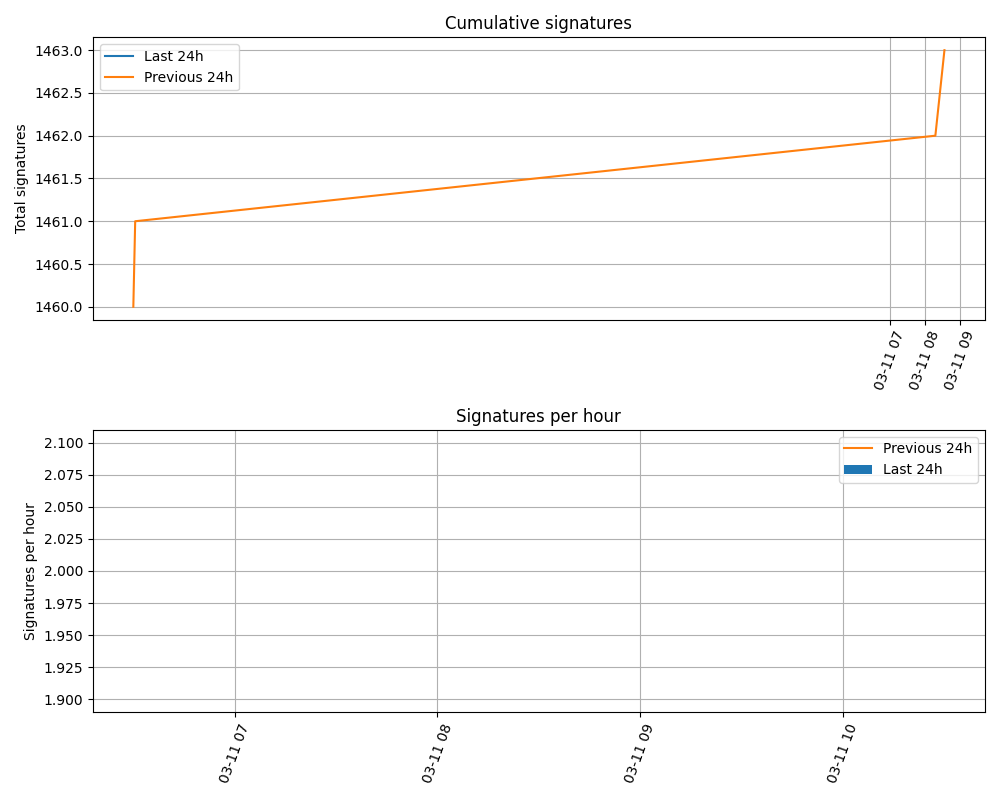 Cumulative signatures
Last 24h
Previous 24h
Total signatures
1463.0
1462.5
1462.0
1461.5
1461.0
1460.5
1460.0
03-11 07
03-11 08
03-11 09
Signatures per hour
Previous 24h
Last 24h
Signatures per hour
2.100
2.075
2.050
2.025
2.000
1.975
1.950
1.925
1.900
03-11 07
03-11 08
03-11 09
03-11 10